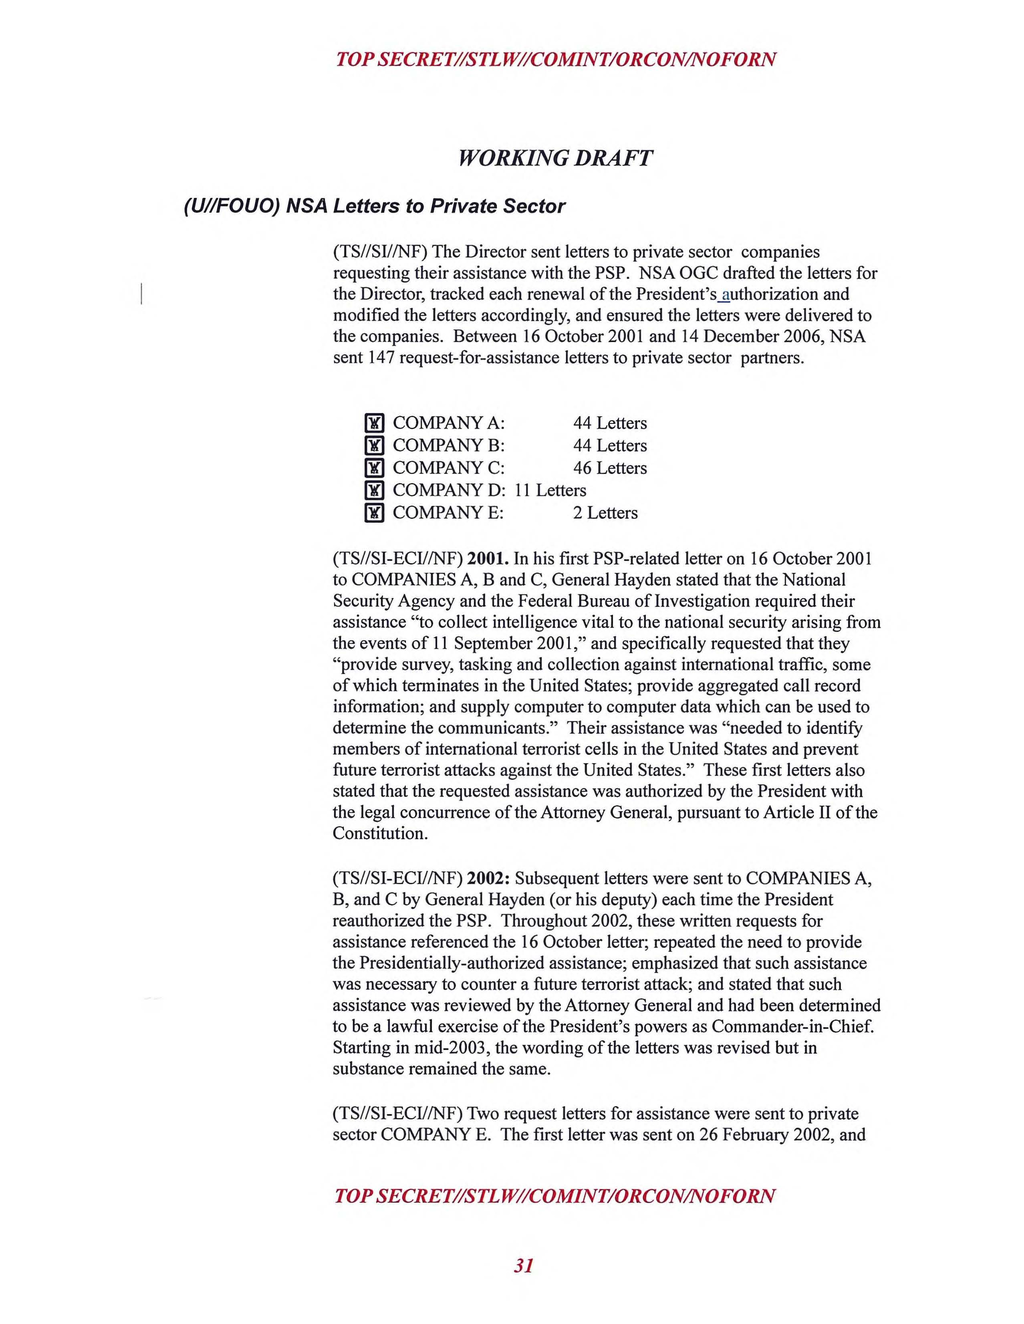 TOP SECRET//STLW//COMINT/ORCON/NOFORN
WORKING DRAFT
(U//FOUO) NSA Letters to Private Sector
(TS//SI//NF) The Director sent letters to private sector companies
requesting their assistance with the PSP. NSA OGC drafted the letters for
the Director, tracked each renewal of the President's authorization and
modified the letters accordingly, and ensured the letters were delivered to
the companies. Between 16 October 2001 and 14 December 2006, NSA
sent 147 request-for-assistance letters to private sector partners.
COMPANY A: 44 Letters
COMPANY B: 44 Letters
COMPANY C: 46 Letters
COMPANY D: 11 Letters
COMPANY E: 2 Letters
(TS//SI-ECI//NF) 2001. In his first PSP-related letter on 16 October 2001
to COMPANIES A, B and C, General Hayden stated that the National
Security Agency and the Federal Bureau of Investigation required their
assistance “to collect intelligence vital to the national security arising from
the events of 11 September 2001,” and specifically requested that they
“provide survey, tasking and collection against international traffic, some
of which terminates in the United States; provide aggregated call record
information; and supply computer to computer data which can be used to
determine the communicants.” Their assistance was “needed to identify
members of international terrorist cells in the United States and prevent
future terrorist attacks against the United States.” These first letters also
stated that the requested assistance was authorized by the President with
the legal concurrence of the Attorney General, pursuant to Article II of the
Constitution.
(TS//SI-ECI//NF) 2002: Subsequent letters were sent to COMPANIES A,
B, and C by General Hayden (or his deputy) each time the President
reauthorized the PSP. Throughout 2002, these written requests for
assistance referenced the 16 October letter; repeated the need to provide
the Presidentially-authorized assistance; emphasized that such assistance
was necessary to counter a future terrorist attack; and stated that such
assistance was reviewed by the Attorney General and had been determined
to be a lawful exercise of the President's powers as Commander-in-Chief.
Starting in mid-2003, the wording of the letters was revised but in
substance remained the same.
(TS//SI-ECI//NF) Two request letters for assistance were sent to private
sector COMPANY E. The first letter was sent on 26 February 2002, and
TOP SECRET//STLW//COMINT/ORCON/NOFORN
31